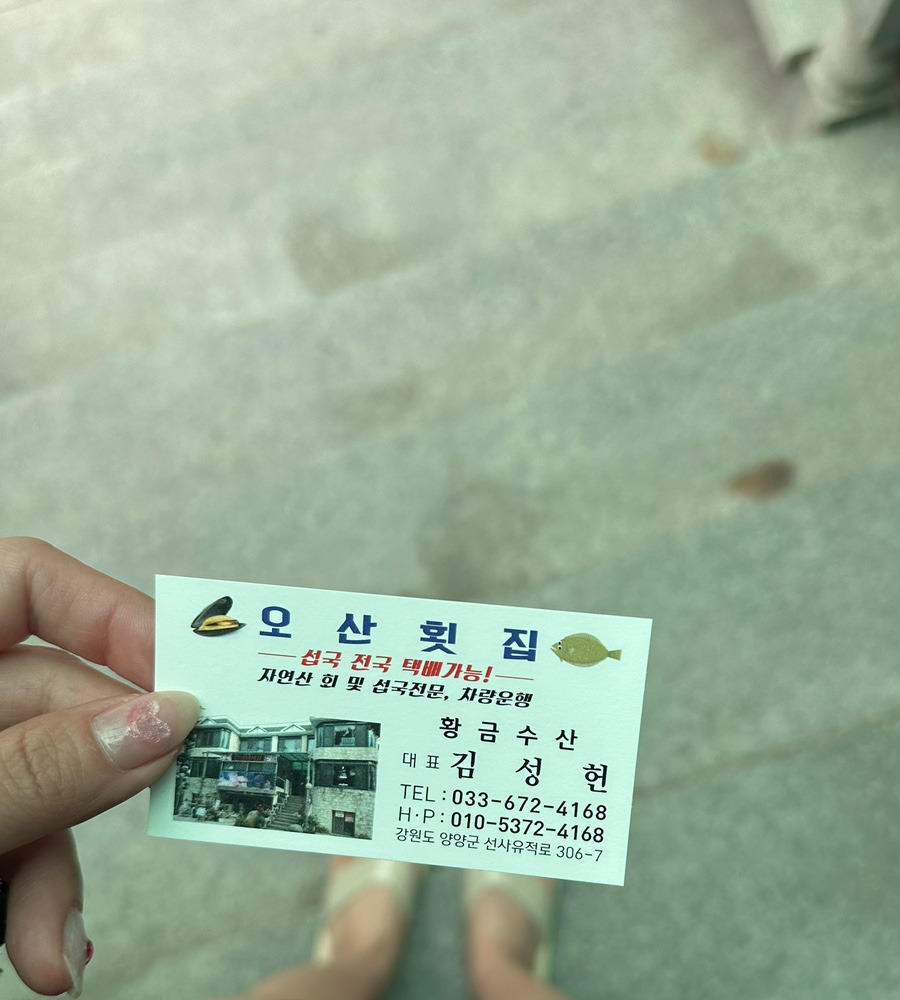 오산횟집
섭국 전국 택배가능!
자연산 회 및 섭국전문, 차량운행
황금수산
대표 김성헌
TEL : 033-672-4168
H·P : 010-5372-4168
강원도 양양군 선사유적로 306-7